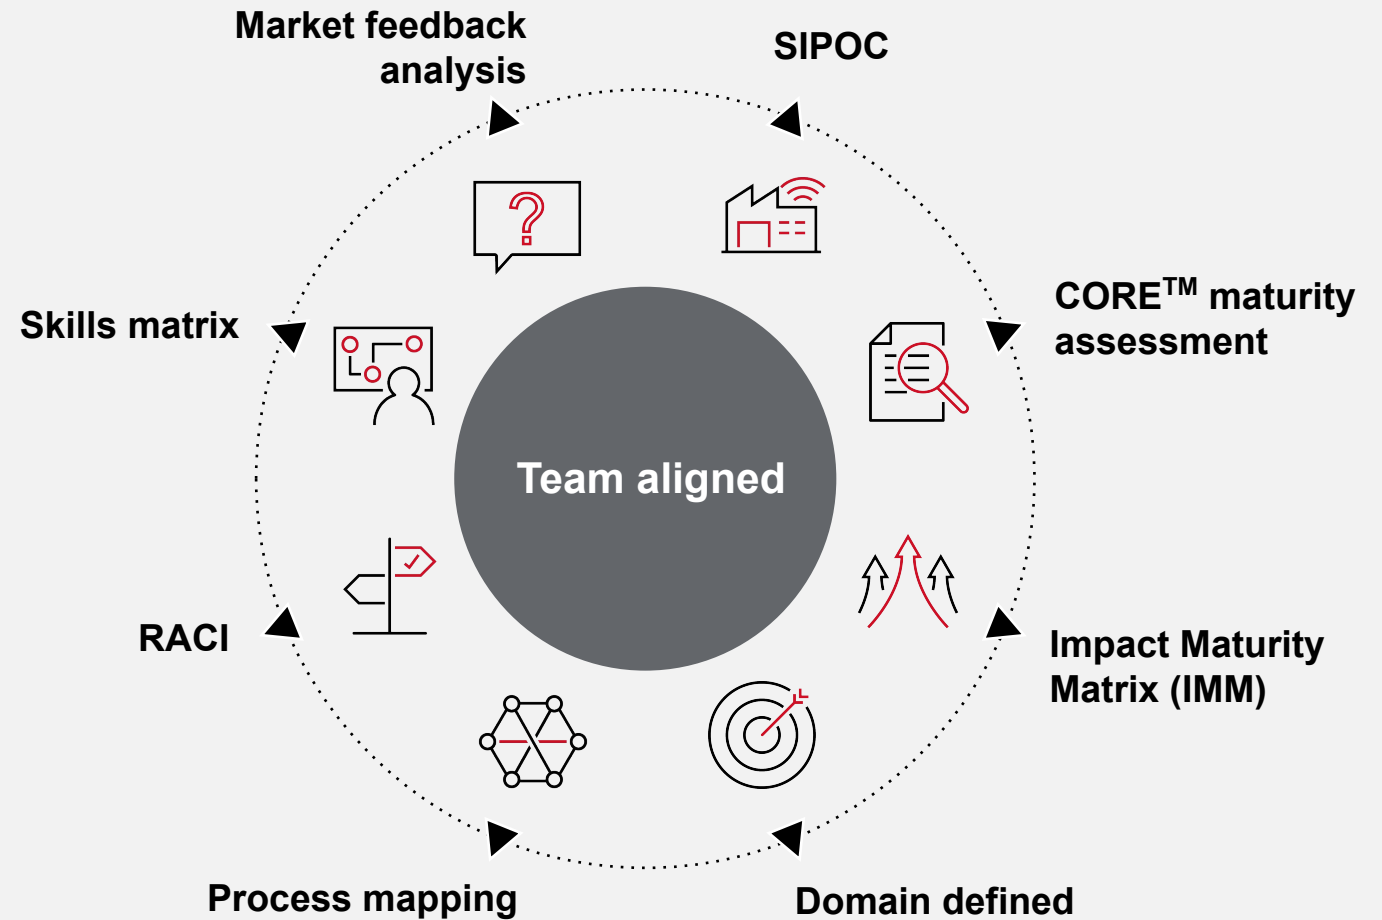 Market feedback
analysis
SIPOC
CORE™ maturity
assessment
Skills matrix
Team aligned
RACI
Impact Maturity
Matrix (IMM)
Process mapping
Domain defined